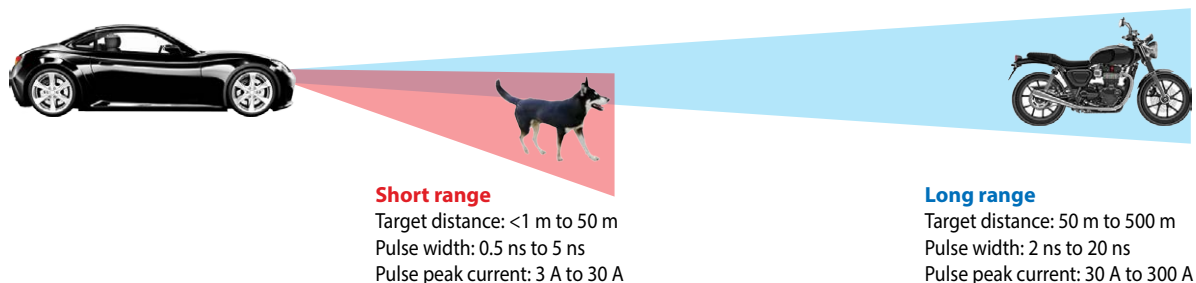 Short range
Target distance: <1 m to 50 m
Pulse width: 0.5 ns to 5 ns
Pulse peak current: 3 A to 30 A
Long range
Target distance: 50 m to 500 m
Pulse width: 2 ns to 20 ns
Pulse peak current: 30 A to 300 A